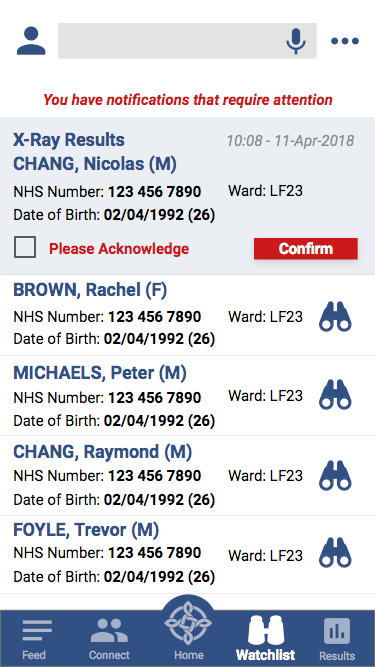 You have notifications that require attention
X-Ray Results 10:08 - 11-Apr-2018
CHANG, Nicolas (M)
NHS Number: 123 456 7890 Ward: LF23
Date of Birth: 02/04/1992 (26)
Please Acknowledge Confirm
BROWN, Rachel (F)
NHS Number: 123 456 7890 Ward: LF23
Date of Birth: 02/04/1992 (26)
MICHAELS, Peter (M)
NHS Number: 123 456 7890 Ward: LF23
Date of Birth: 02/04/1992 (26)
CHANG, Raymond (M)
NHS Number: 123 456 7890 Ward: LF23
Date of Birth: 02/04/1992 (26)
FOYLE, Trevor (M)
NHS Number: 123 456 7890 Ward: LF23
Date of Birth: 02/04/1992 (26)
Feed Connect Home Watchlist Results